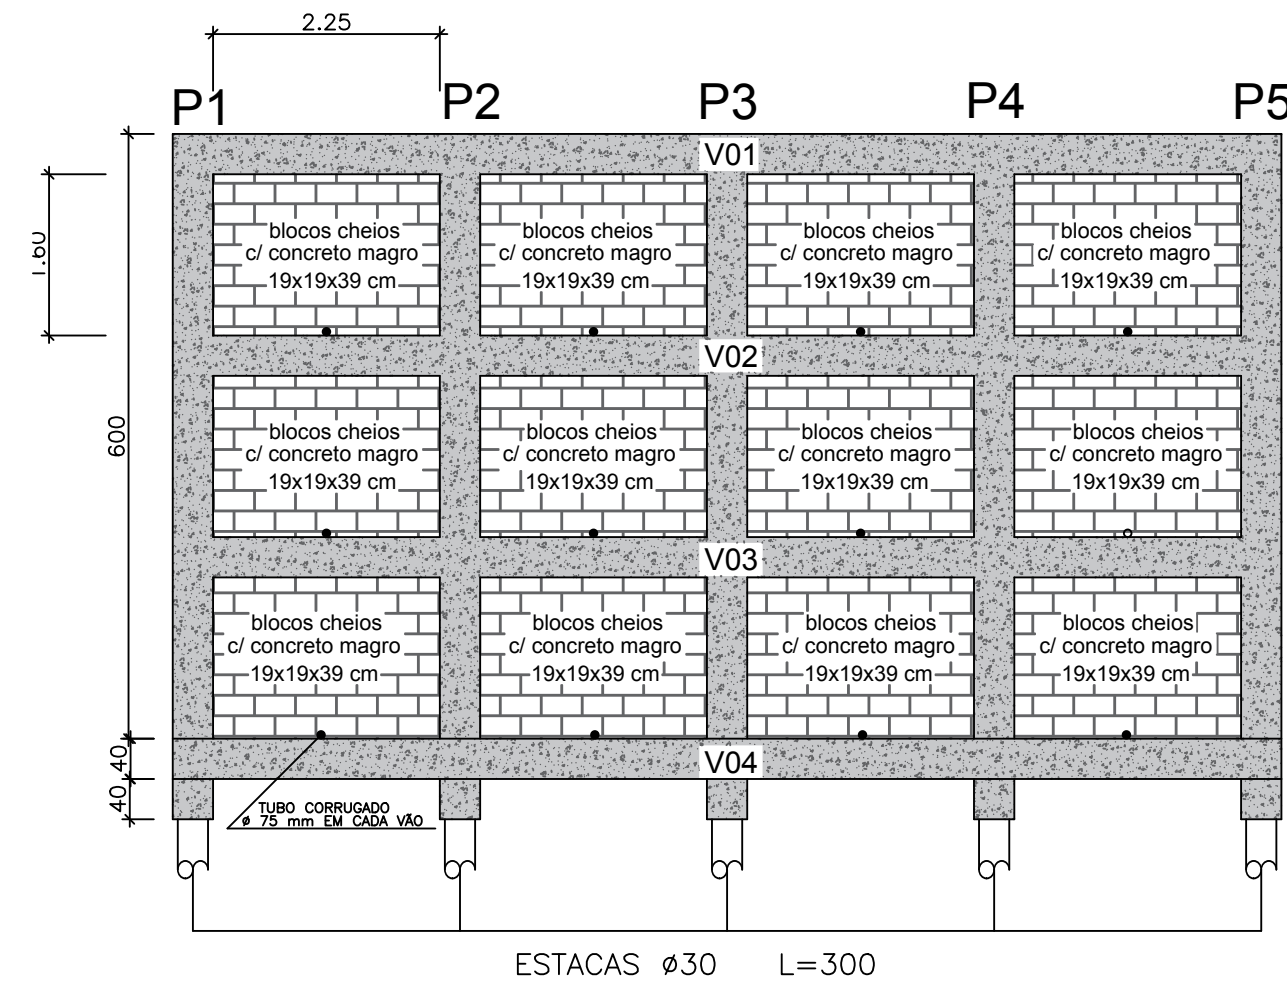 2.25
P1 P2 P3 P4 P5
V01
1.60
blocos cheios
c/ concreto magro
19x19x39 cm
blocos cheios
c/ concreto magro
19x19x39 cm
blocos cheios
c/ concreto magro
19x19x39 cm
blocos cheios
c/ concreto magro
19x19x39 cm
V02
600
blocos cheios
c/ concreto magro
19x19x39 cm
blocos cheios
c/ concreto magro
19x19x39 cm
blocos cheios
c/ concreto magro
19x19x39 cm
blocos cheios
c/ concreto magro
19x19x39 cm
V03
blocos cheios
c/ concreto magro
19x19x39 cm
blocos cheios
c/ concreto magro
19x19x39 cm
blocos cheios
c/ concreto magro
19x19x39 cm
blocos cheios
c/ concreto magro
19x19x39 cm
40
V04
40
TUBO CORRUGADO
ø 75 mm EM CADA VÃO
ESTACAS ø30 L=300